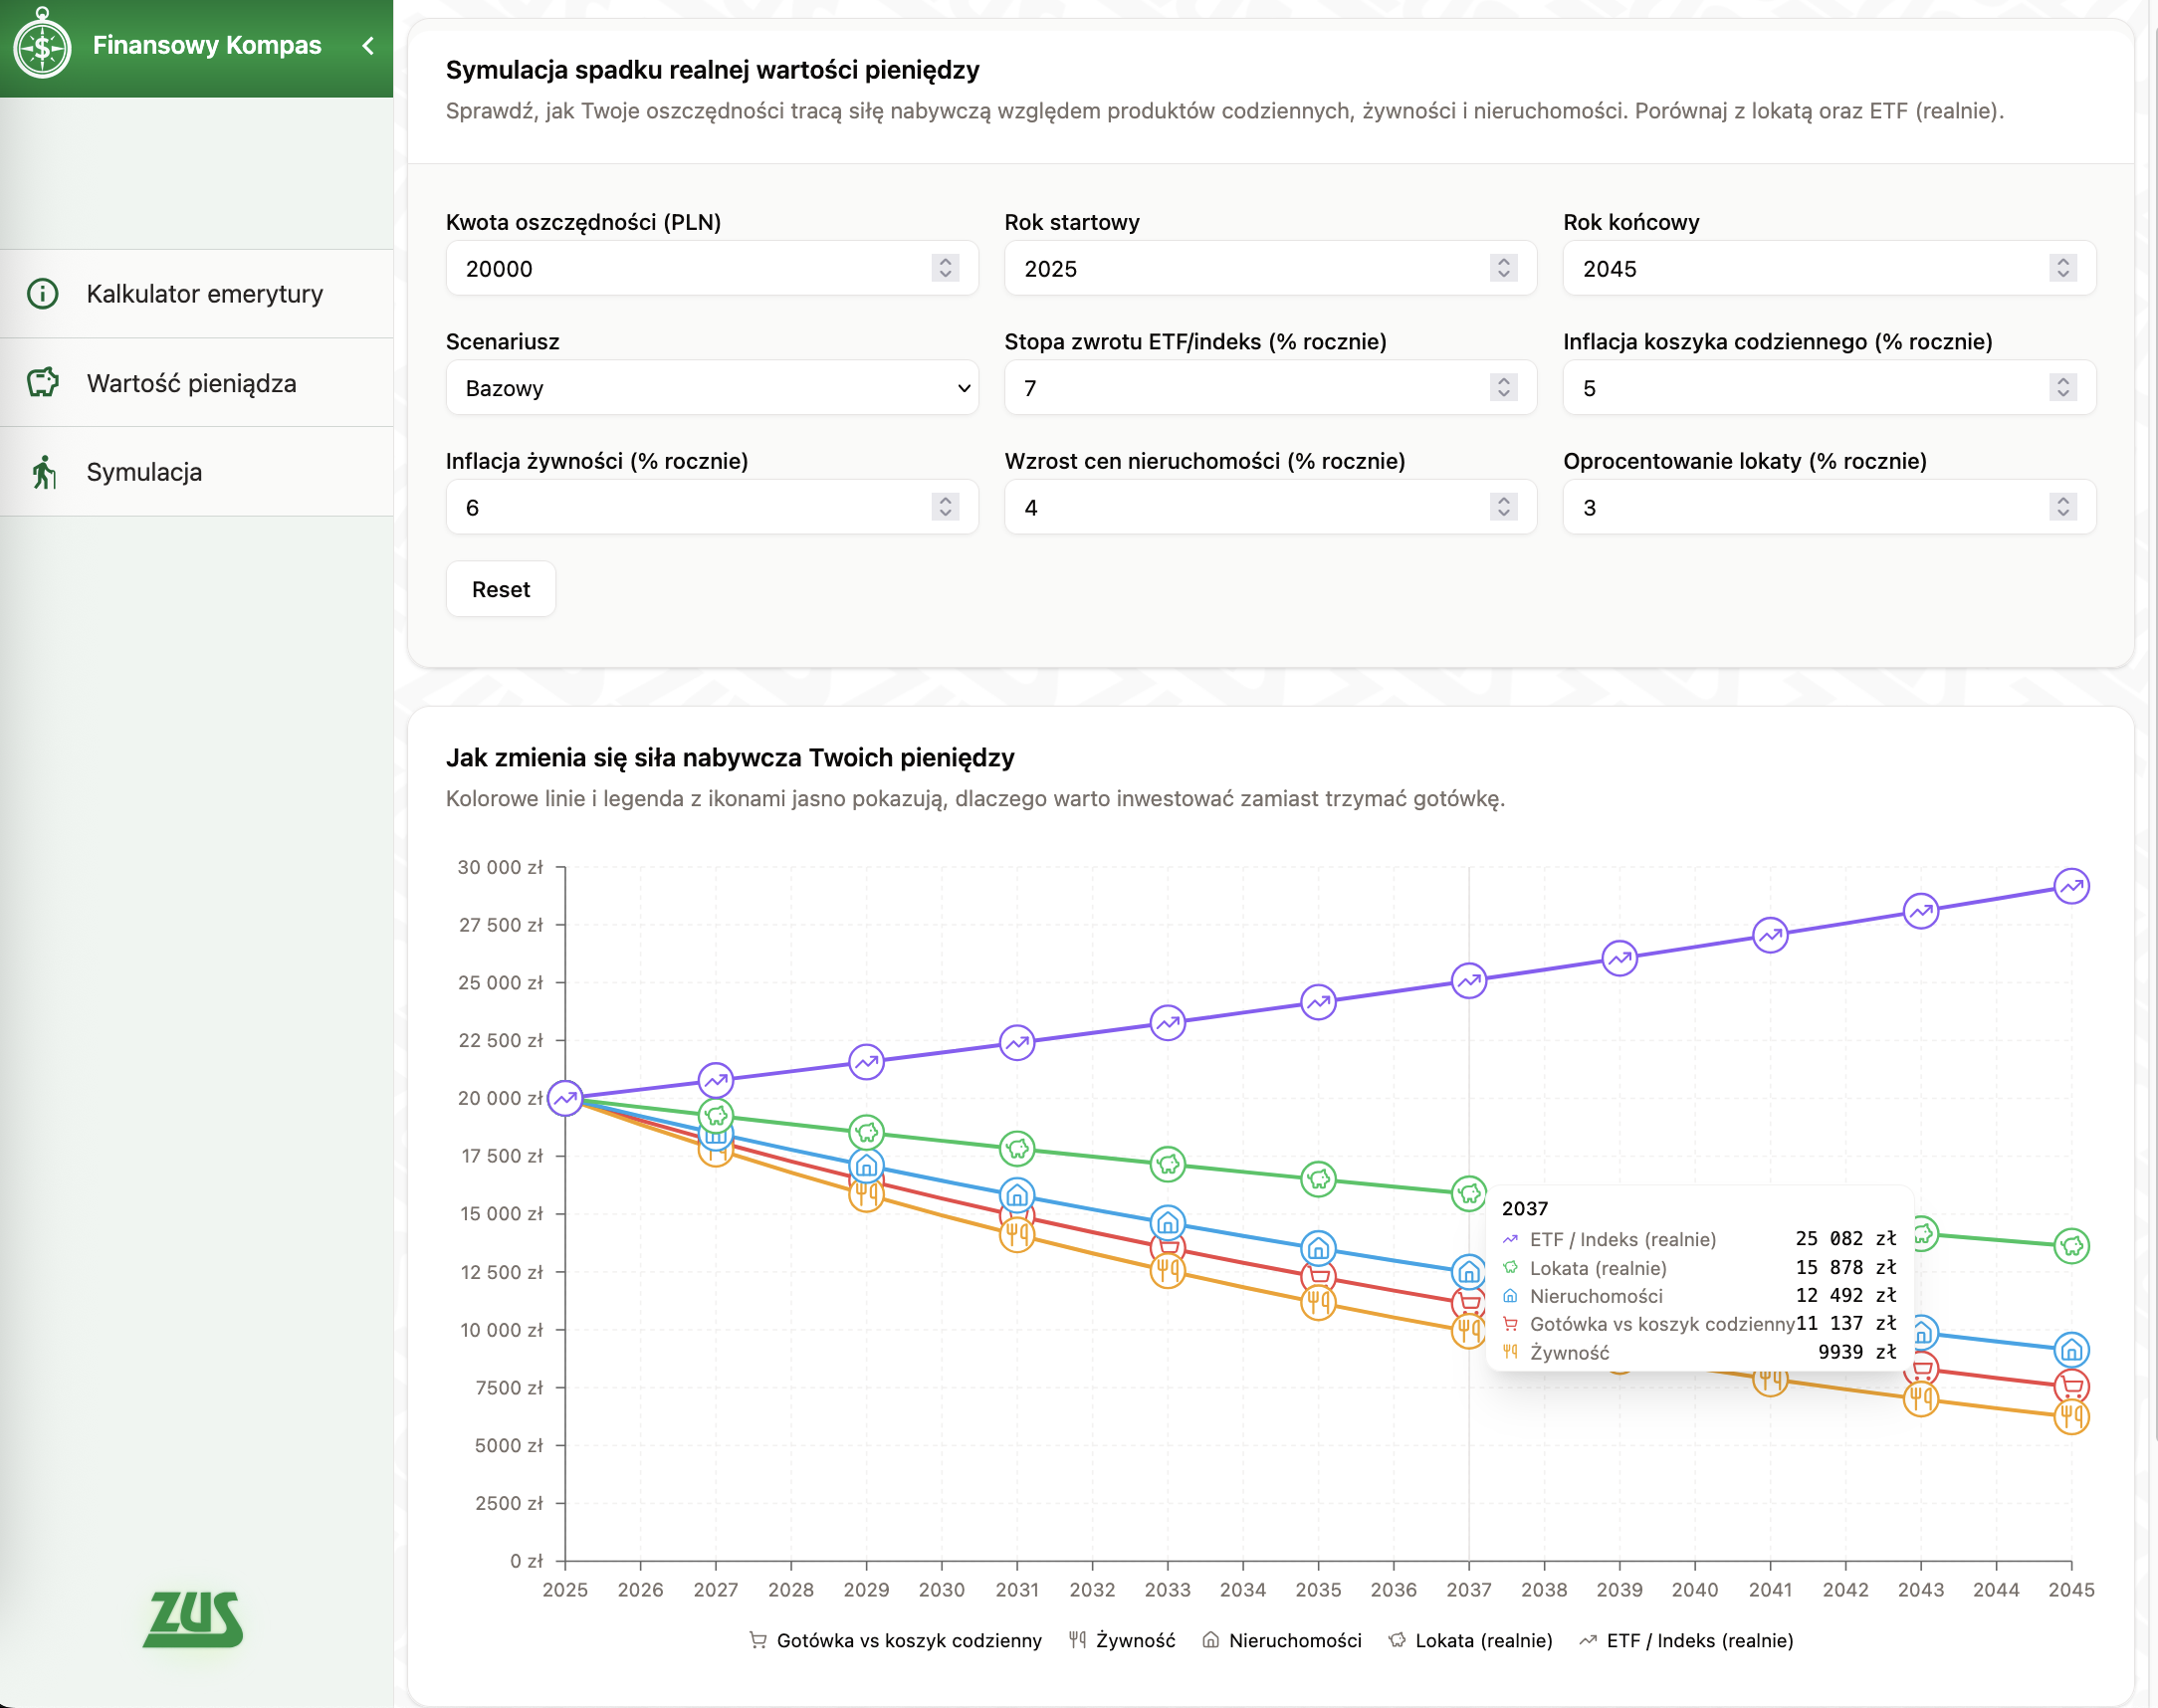 Finansowy Kompas
Kalkulator emerytury
Wartość pieniądza
Symulacja
ZUS
Symulacja spadku realnej wartości pieniędzy
Sprawdź, jak Twoje oszczędności tracą siłę nabywczą względem produktów codziennych, żywności i nieruchomości. Porównaj z lokatą oraz ETF (realnie).
Kwota oszczędności (PLN)
20000
Rok startowy
2025
Rok końcowy
2045
Scenariusz
Bazowy
Stopa zwrotu ETF/indeks (% rocznie)
7
Inflacja koszyka codziennego (% rocznie)
5
Inflacja żywności (% rocznie)
6
Wzrost cen nieruchomości (% rocznie)
4
Oprocentowanie lokaty (% rocznie)
3
Reset
Jak zmienia się siła nabywcza Twoich pieniędzy
Kolorowe linie i legenda z ikonami jasno pokazują, dlaczego warto inwestować zamiast trzymać gotówkę.
30 000 zł
27 500 zł
25 000 zł
22 500 zł
20 000 zł
17 500 zł
15 000 zł
12 500 zł
10 000 zł
7500 zł
5000 zł
2500 zł
0 zł
2037
ETF / Indeks (realnie) 25 082 zł
Lokata (realnie) 15 878 zł
Nieruchomości 12 492 zł
Gotówka vs koszyk codzienny 11 137 zł
Żywność 9939 zł
2025 2026 2027 2028 2029 2030 2031 2032 2033 2034 2035 2036 2037 2038 2039 2040 2041 2042 2043 2044 2045
Gotówka vs koszyk codzienny Żywność Nieruchomości Lokata (realnie) ETF / Indeks (realnie)